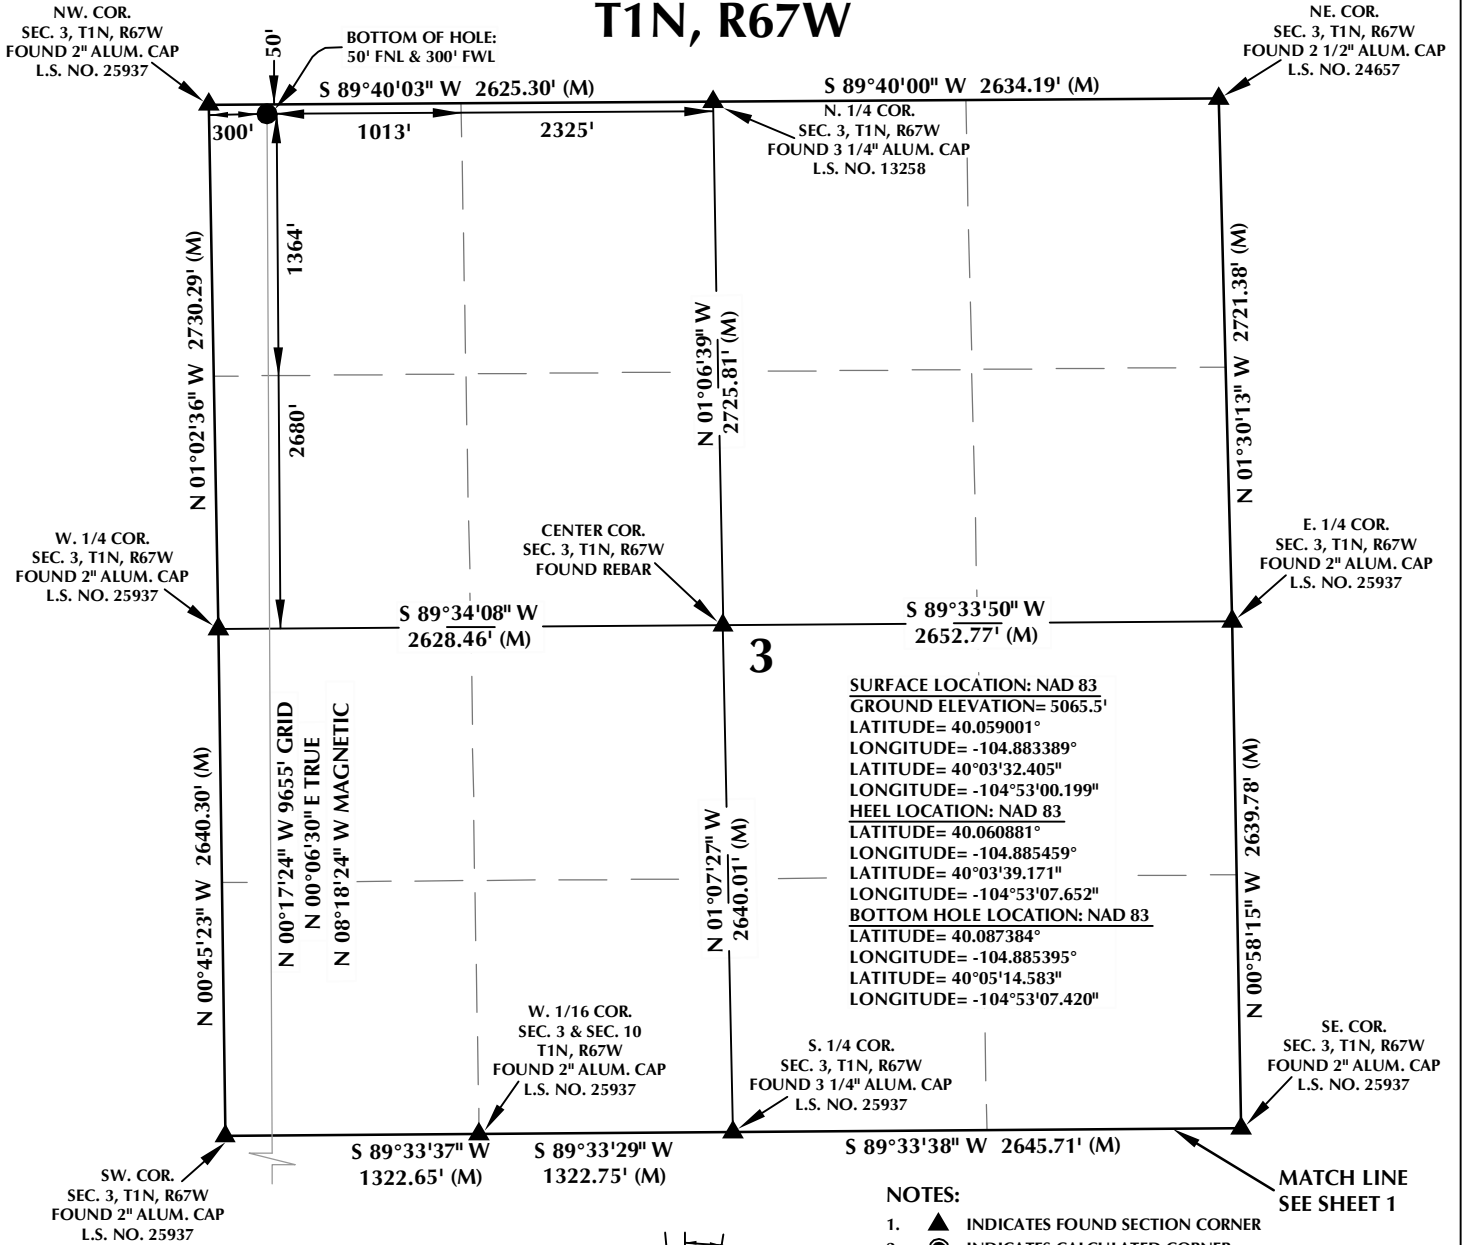 T1N, R67W
NW. COR.
SEC. 3, T1N, R67W
FOUND 2" ALUM. CAP
L.S. NO. 25937
50'
BOTTOM OF HOLE:
50' FNL & 300' FWL
NE. COR.
SEC. 3, T1N, R67W
FOUND 2 1/2" ALUM. CAP
L.S. NO. 24657
S 89°40'03" W 2625.30' (M)
S 89°40'00" W 2634.19' (M)
300'
1013'
2325'
N. 1/4 COR.
SEC. 3, T1N, R67W
FOUND 3 1/4" ALUM. CAP
L.S. NO. 13258
1364'
2680'
N 01°02'36" W 2730.29' (M)
N 01°06'39" W
2725.81' (M)
N 01°30'13" W 2721.38' (M)
W. 1/4 COR.
SEC. 3, T1N, R67W
FOUND 2" ALUM. CAP
L.S. NO. 25937
CENTER COR.
SEC. 3, T1N, R67W
FOUND REBAR
E. 1/4 COR.
SEC. 3, T1N, R67W
FOUND 2" ALUM. CAP
L.S. NO. 25937
S 89°34'08" W
2628.46' (M)
S 89°33'50" W
2652.77' (M)
3
SURFACE LOCATION: NAD 83
GROUND ELEVATION= 5065.5'
LATITUDE= 40.059001°
LONGITUDE= -104.883389°
LATITUDE= 40°03'32.405"
LONGITUDE= -104°53'00.199"
HEEL LOCATION: NAD 83
LATITUDE= 40.060881°
LONGITUDE= -104.885459°
LATITUDE= 40°03'39.171"
LONGITUDE= -104°53'07.652"
BOTTOM HOLE LOCATION: NAD 83
LATITUDE= 40.087384°
LONGITUDE= -104.885395°
LATITUDE= 40°05'14.583"
LONGITUDE= -104°53'07.420"
N 00°45'23" W 2640.30' (M)
N 00°17'24" W 9655' GRID
N 00°06'30" E TRUE
N 08°18'24" W MAGNETIC
N 01°07'27" W
2640.01' (M)
N 00°58'15" W 2639.78' (M)
W. 1/16 COR.
SEC. 3 & SEC. 10
T1N, R67W
FOUND 2" ALUM. CAP
L.S. NO. 25937
S. 1/4 COR.
SEC. 3, T1N, R67W
FOUND 3 1/4" ALUM. CAP
L.S. NO. 25937
SE. COR.
SEC. 3, T1N, R67W
FOUND 2" ALUM. CAP
L.S. NO. 25937
S 89°33'37" W
1322.65' (M)
S 89°33'29" W
1322.75' (M)
S 89°33'38" W 2645.71' (M)
SW. COR.
SEC. 3, T1N, R67W
FOUND 2" ALUM. CAP
L.S. NO. 25937
MATCH LINE
SEE SHEET 1
NOTES:
1. INDICATES FOUND SECTION CORNER
2. INDICATES CALCULATED CORNER